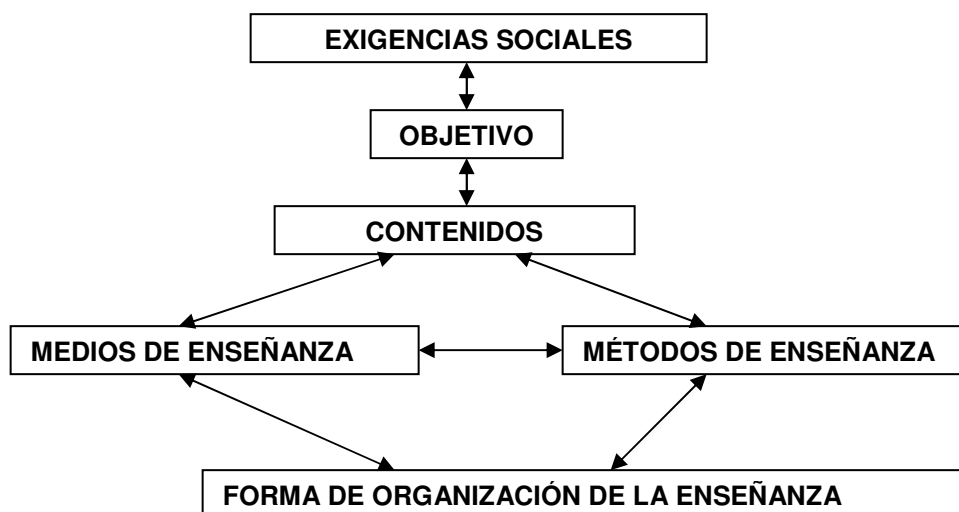 EXIGENCIAS SOCIALES
OBJETIVO
CONTENIDOS
MEDIOS DE ENSEÑANZA
MÉTODOS DE ENSEÑANZA
FORMA DE ORGANIZACIÓN DE LA ENSEÑANZA